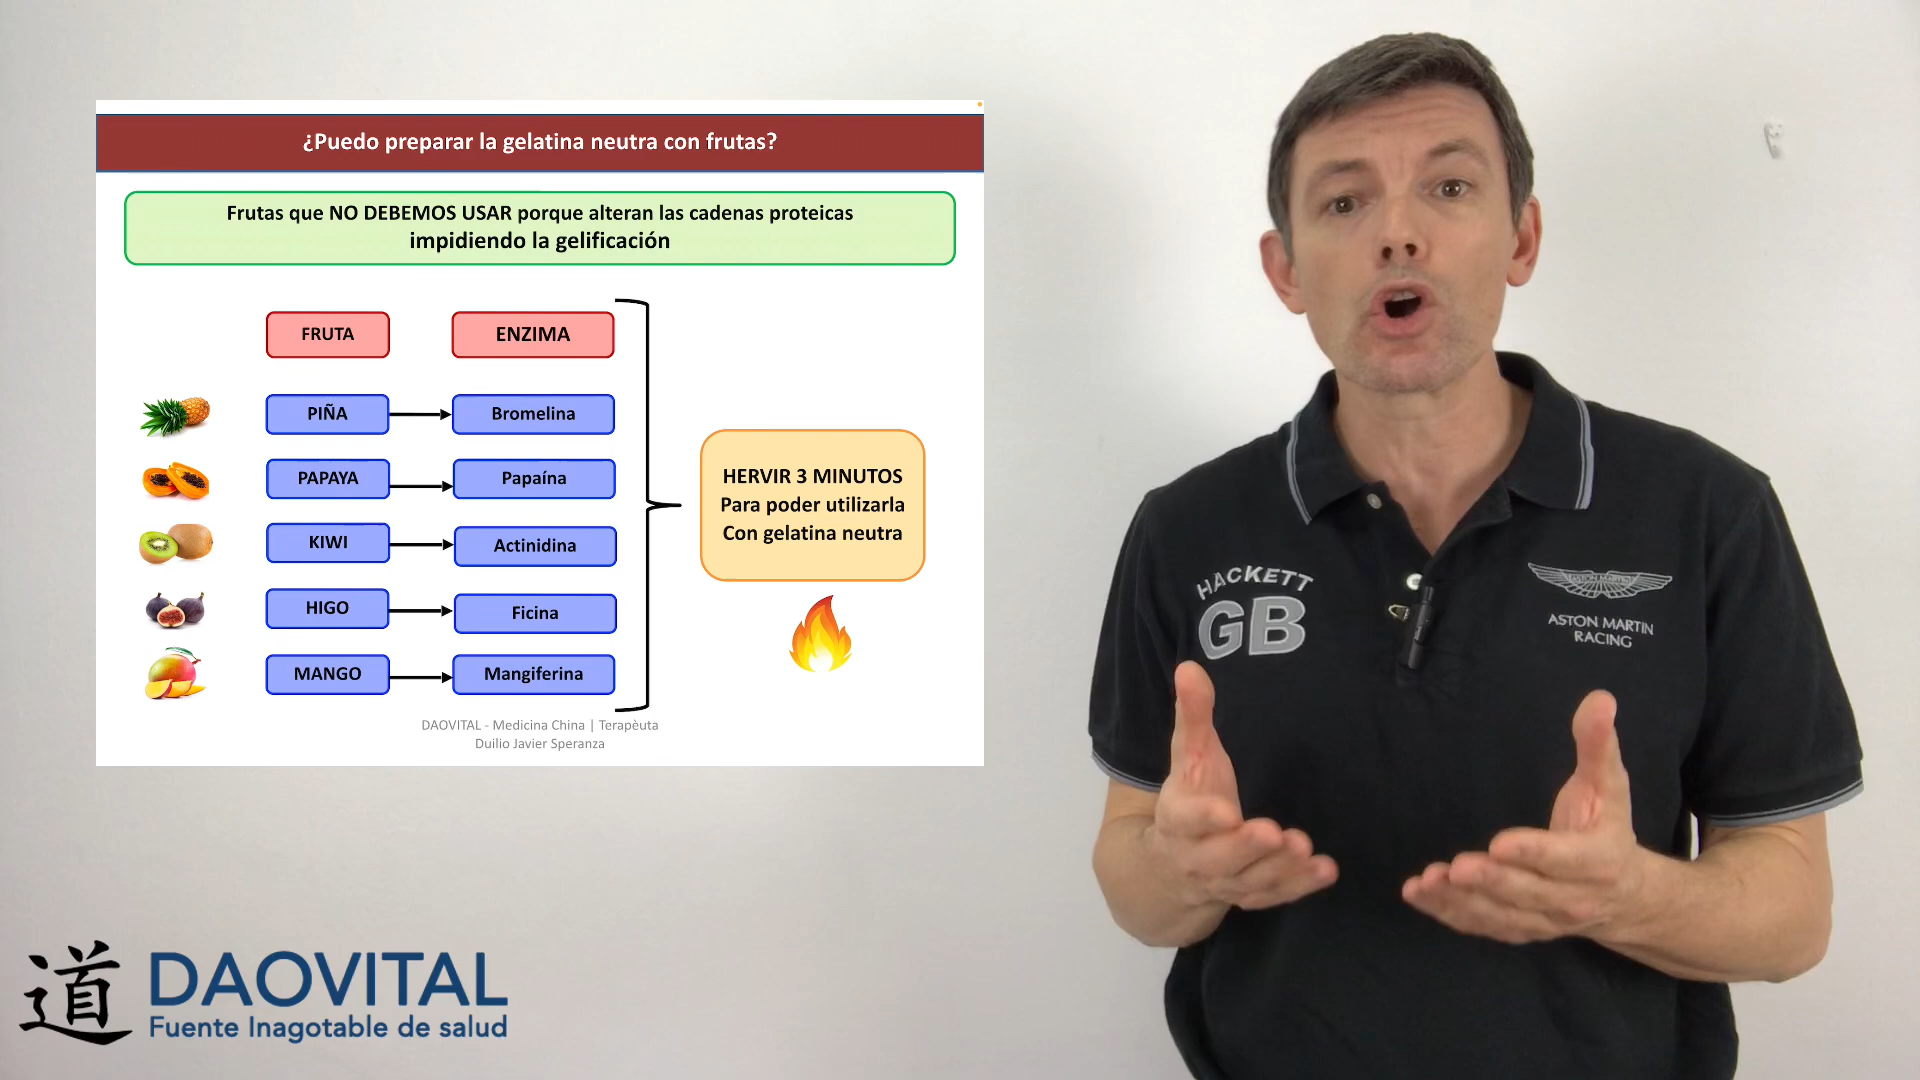 ¿Puedo preparar la gelatina neutra con frutas?
Frutas que NO DEBEMOS USAR porque alteran las cadenas proteicas
impidiendo la gelificación
FRUTA
ENZIMA
PIÑA
Bromelina
PAPAYA
Papaína
KIWI
Actinidina
HIGO
Ficina
MANGO
Mangiferina
HERVIR 3 MINUTOS
Para poder utilizarla
Con gelatina neutra
DAOVITAL - Medicina China | Terapèuta
Duilio Javier Speranza
HACKETT
GB
ASTON MARTIN
ASTON MARTIN
RACING
道 DAOVITAL
Fuente Inagotable de salud